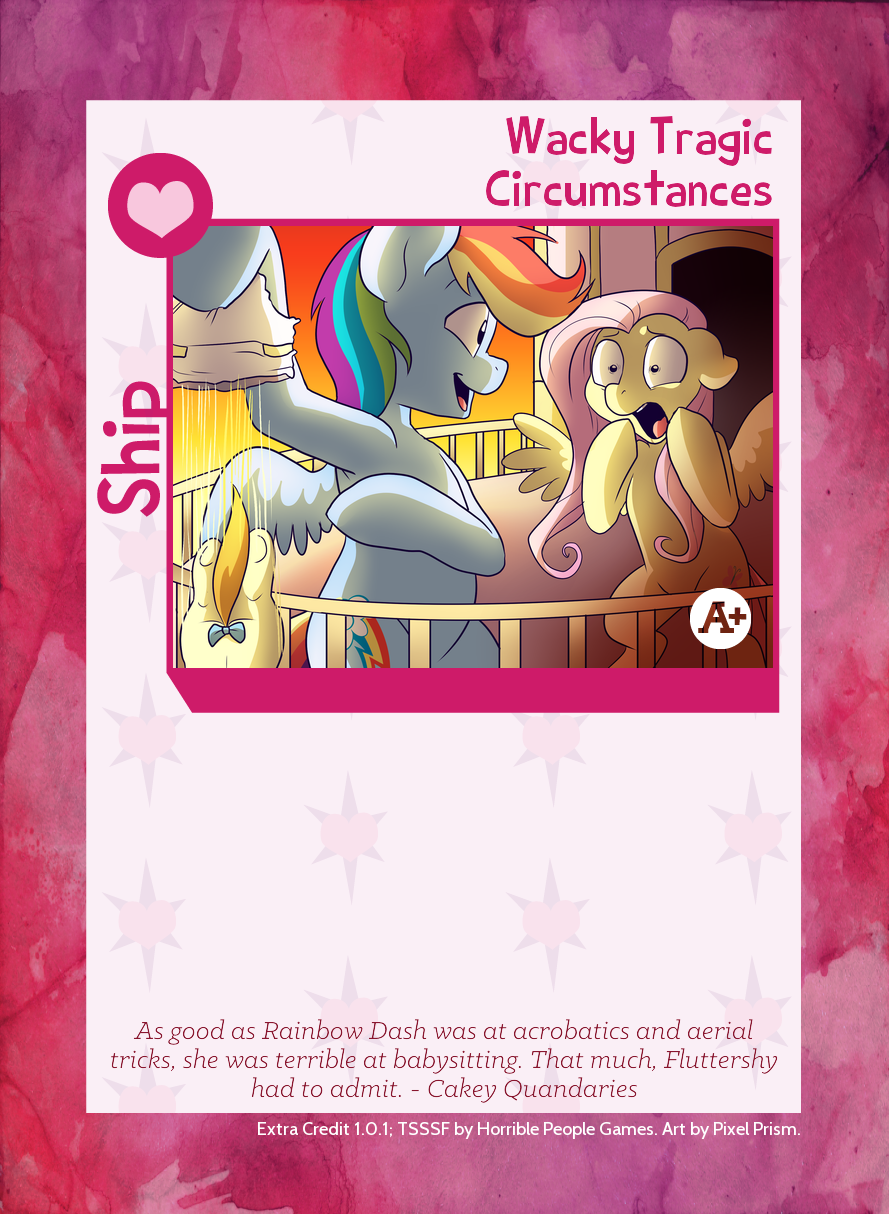 Wacky Tragic
Circumstances
Ship
A+
As good as Rainbow Dash was at acrobatics and aerial
tricks, she was terrible at babysitting. That much, Fluttershy
had to admit. - Cakey Quandaries
Extra Credit 1.0.1; TSSSF by Horrible People Games. Art by Pixel Prism.